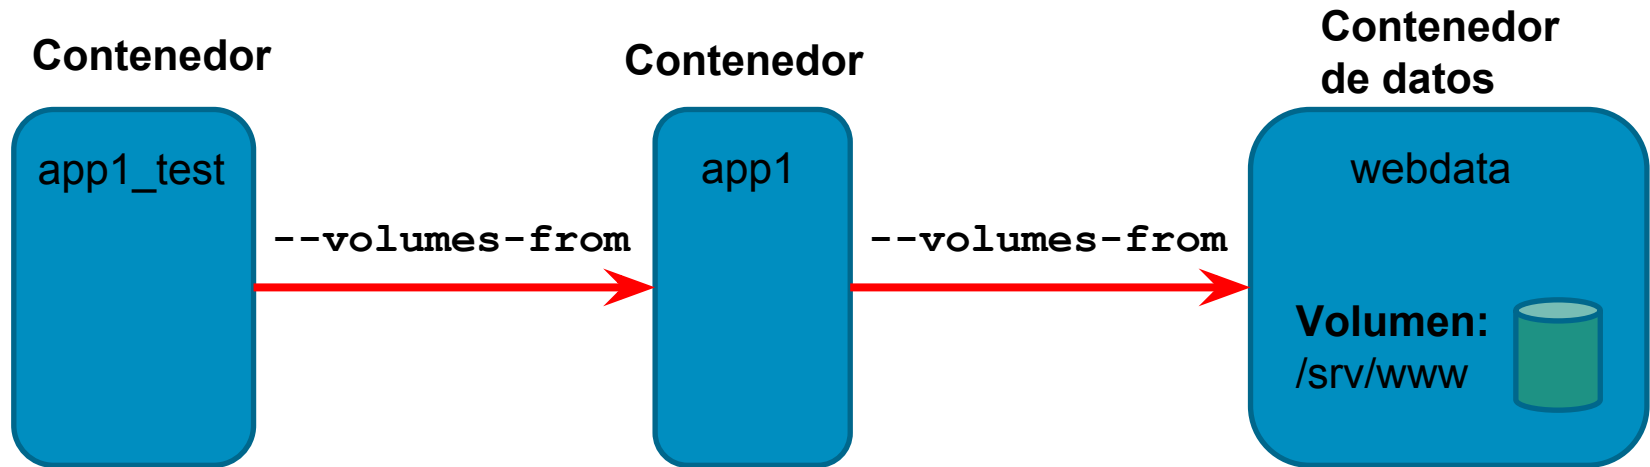 Contenedor
app1_test
--volumes-from
Contenedor
app1
--volumes-from
Contenedor
de datos
webdata
Volumen:
/srv/www